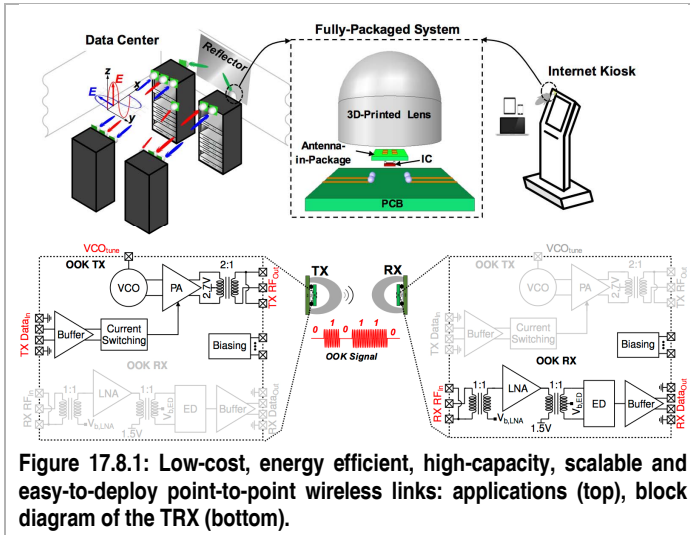 Fully-Packaged System
Data Center
Reflector
Internet Kiosk
z
E
E
x
y
3D-Printed Lens
Antenna-
in-Package
IC
PCB
VCOtune
OOK TX
VCO
PA
2.7V
2:1
TX RFOut
TX DataIn
Buffer
Current
Switching
Biasing
OOK RX
RX RFIn
1:1
LNA
1:1
Vb,LNA
Vb,ED
1.5V
ED
Buffer
RX DataOut
TX
RX
0 1 0 1 1 0
OOK Signal
VCOtune
OOK TX
VCO
PA
2.7V
2:1
TX RFOut
TX DataIn
Buffer
Current
Switching
Biasing
OOK RX
RX RFIn
1:1
LNA
1:1
Vb,LNA
Vb,ED
1.5V
ED
Buffer
RX DataOut
Figure 17.8.1: Low-cost, energy efficient, high-capacity, scalable and
easy-to-deploy point-to-point wireless links: applications (top), block
diagram of the TRX (bottom).